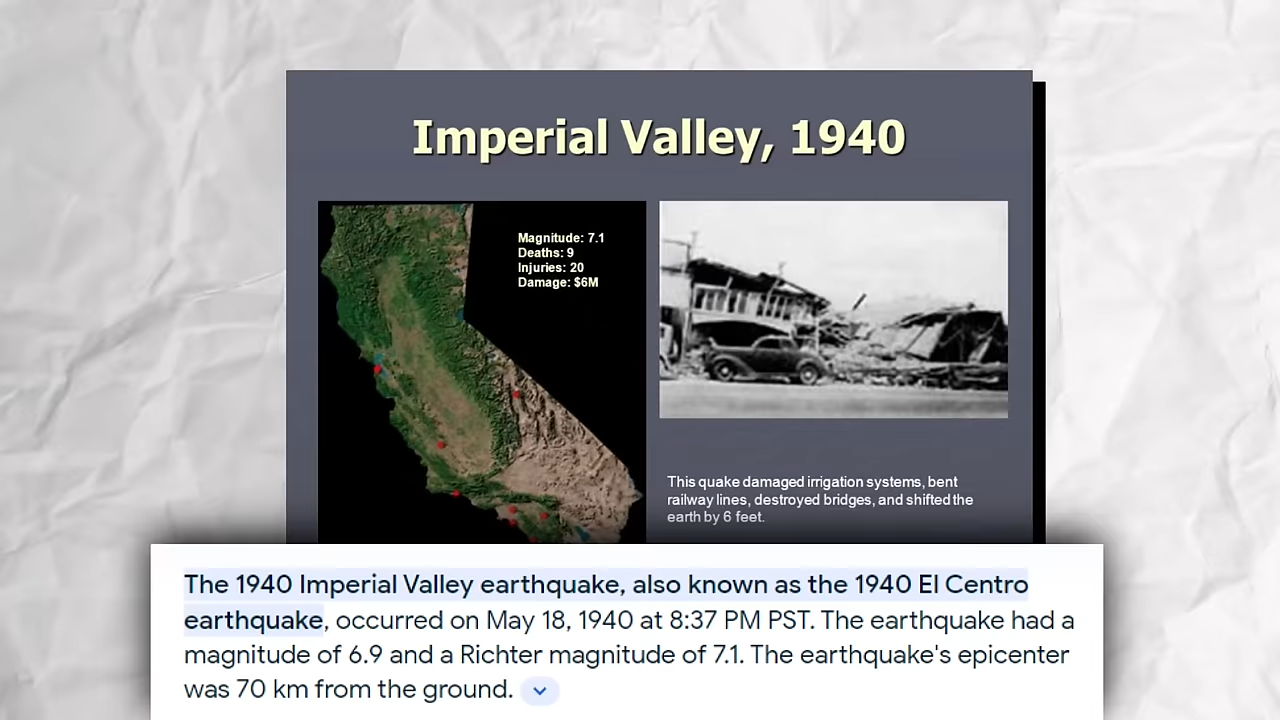 Imperial Valley, 1940
Magnitude: 7.1
Deaths: 9
Injuries: 20
Damage: $6M
This quake damaged irrigation systems, bent
railway lines, destroyed bridges, and shifted the
earth by 6 feet.
The 1940 Imperial Valley earthquake, also known as the 1940 El Centro
earthquake, occurred on May 18, 1940 at 8:37 PM PST. The earthquake had a
magnitude of 6.9 and a Richter magnitude of 7.1. The earthquake's epicenter
was 70 km from the ground.